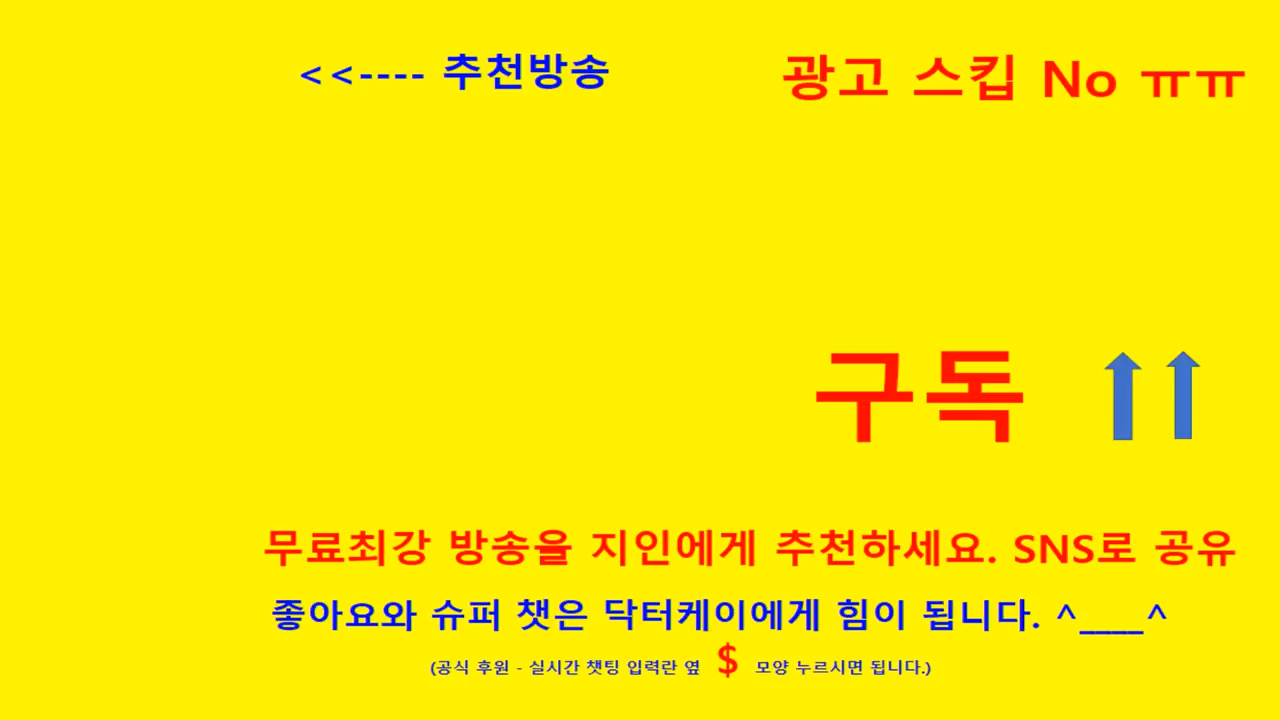 <<---- 추천방송
광고 스킵 No ㅠㅠ
구독
무료최강 방송을 지인에게 추천하세요. SNS로 공유
좋아요와 슈퍼 챗은 닥터케이에게 힘이 됩니다. ^____^
(공식 후원 - 실시간 챗팅 입력란 옆 $ 모양 누르시면 됩니다.)